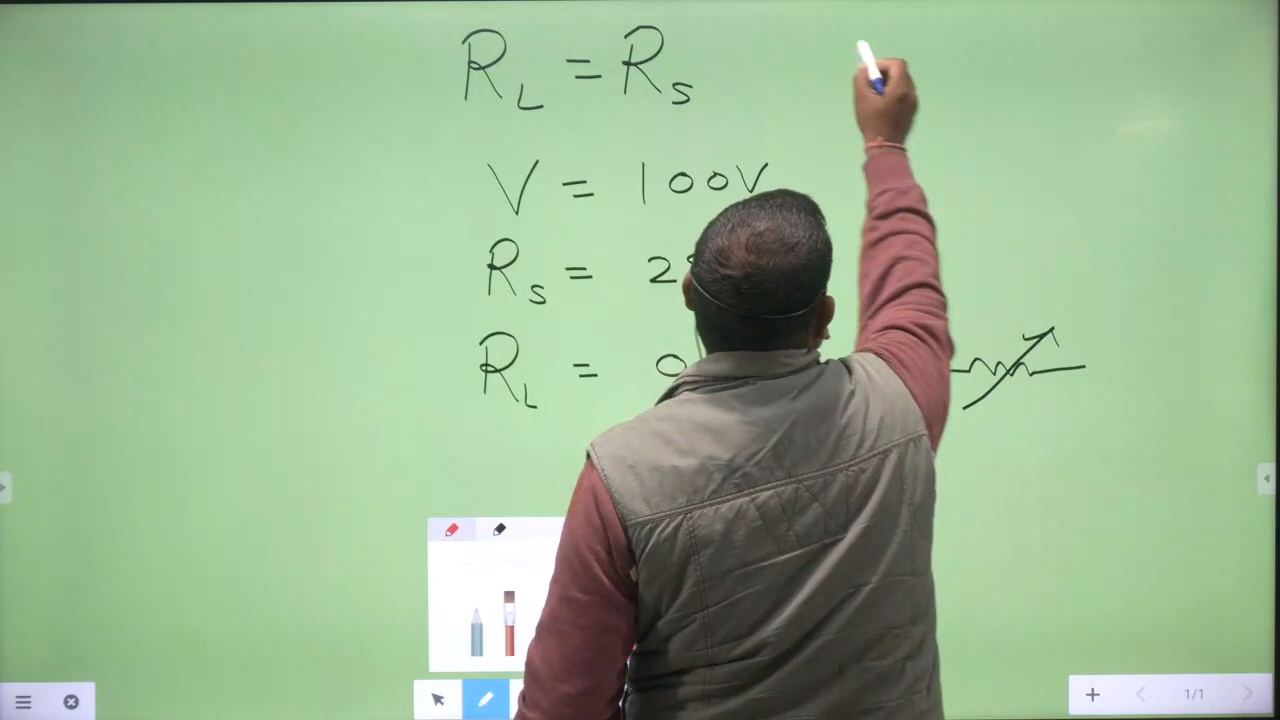 R_L = R_S
V = 100V
R_S = 2
R_L = 0
1/1